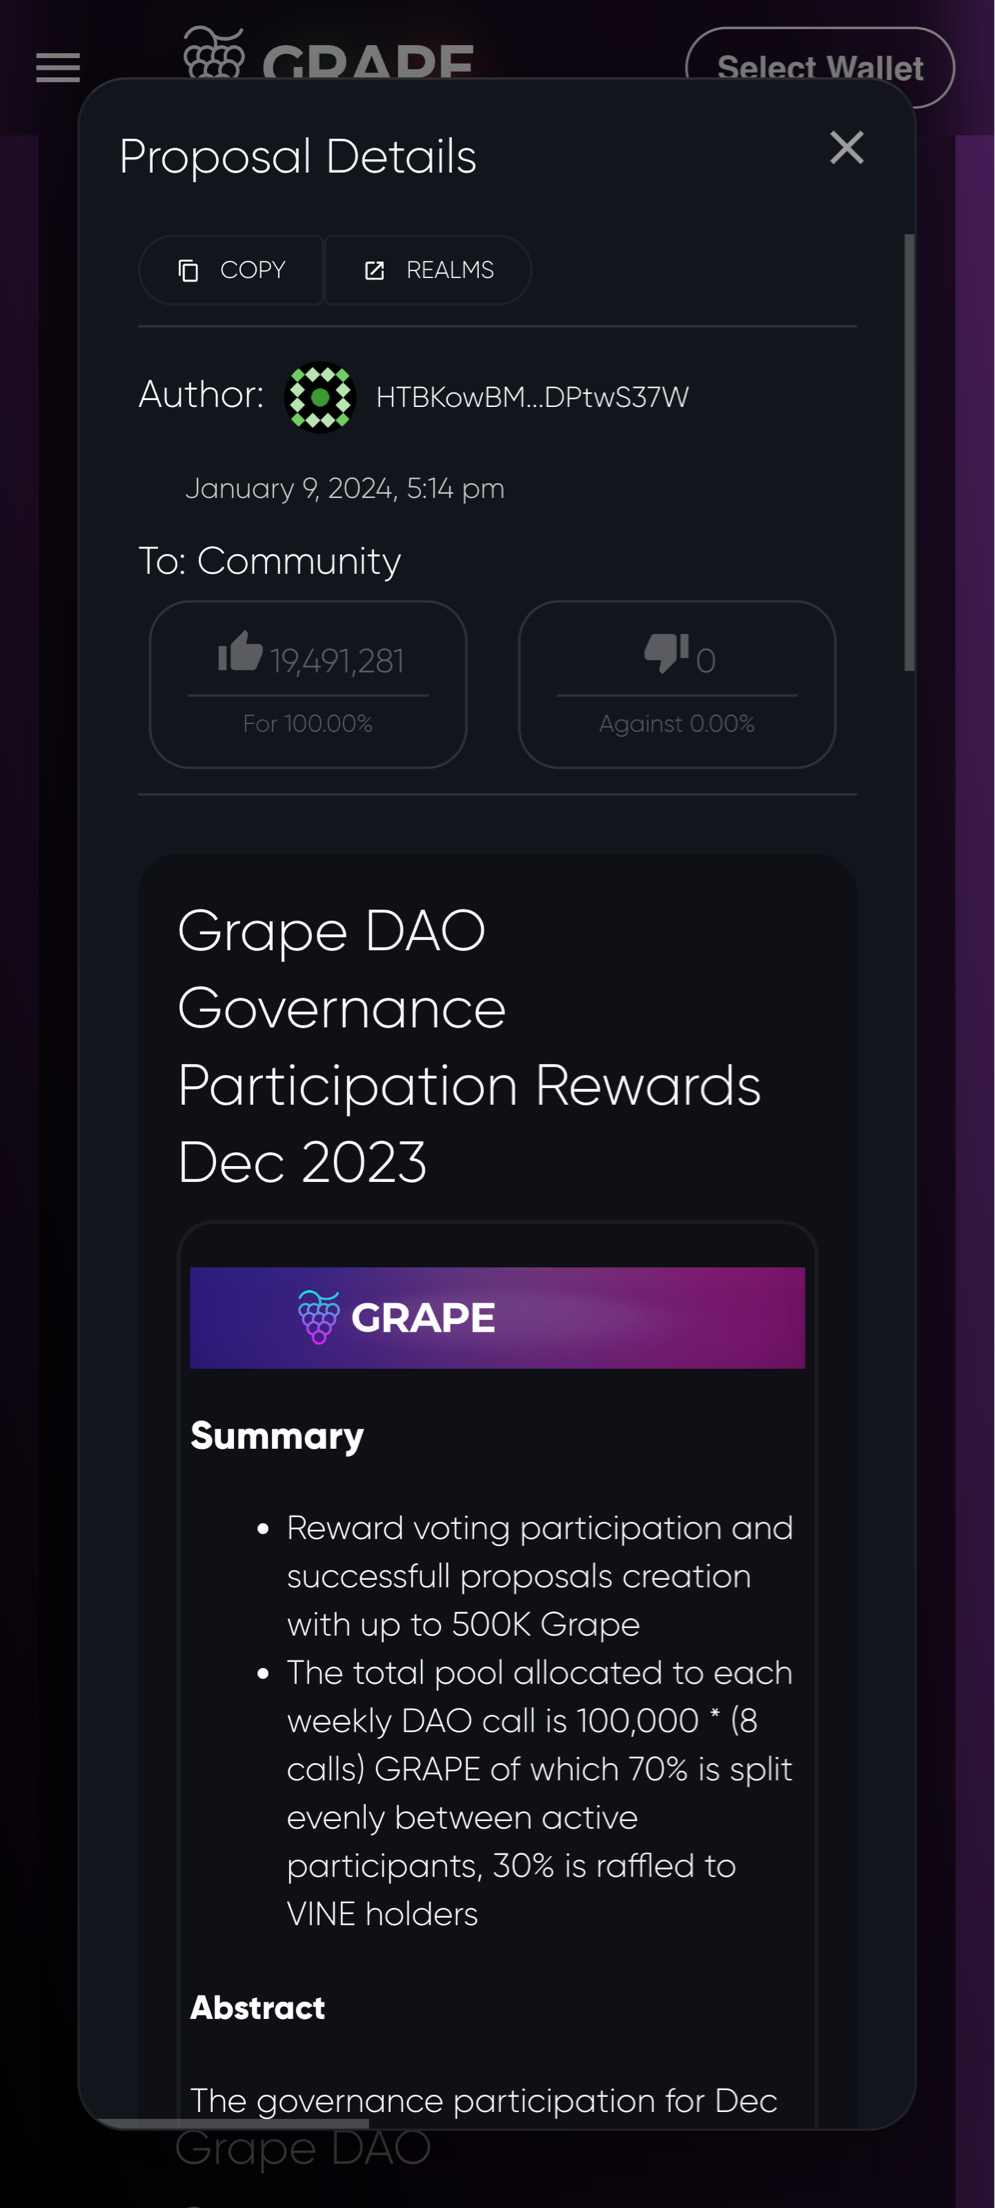 GRAPE
Select Wallet
Proposal Details
COPY
REALMS
Author:
HTBKowBM...DPtwS37W
January 9, 2024, 5:14 pm
To: Community
19,491,281
For 100.00%
0
Against 0.00%
Grape DAO
Governance
Participation Rewards
Dec 2023
GRAPE
Summary
• Reward voting participation and
successfull proposals creation
with up to 500K Grape
• The total pool allocated to each
weekly DAO call is 100,000 * (8
calls) GRAPE of which 70% is split
evenly between active
participants, 30% is raffled to
VINE holders
Abstract
The governance participation for Dec
Grape DAO